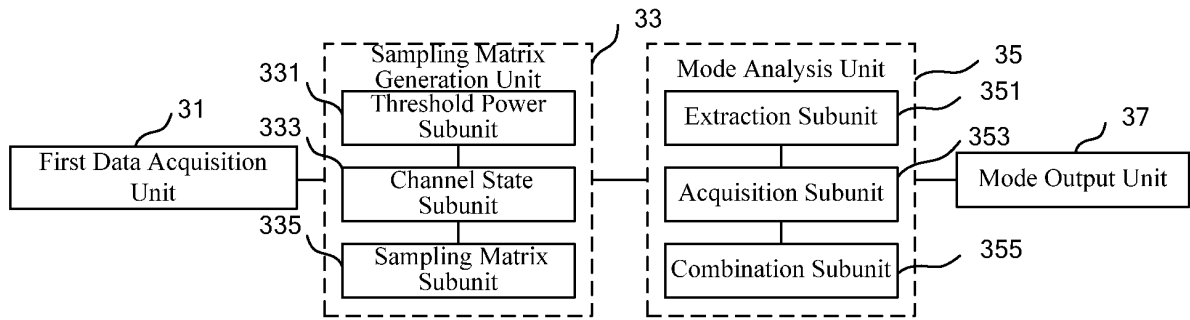 31
First Data Acquisition
Unit
33
Sampling Matrix
Generation Unit
331
Threshold Power
Subunit
333
Channel State
Subunit
335
Sampling Matrix
Subunit
35
Mode Analysis Unit
351
Extraction Subunit
353
Acquisition Subunit
355
Combination Subunit
37
Mode Output Unit